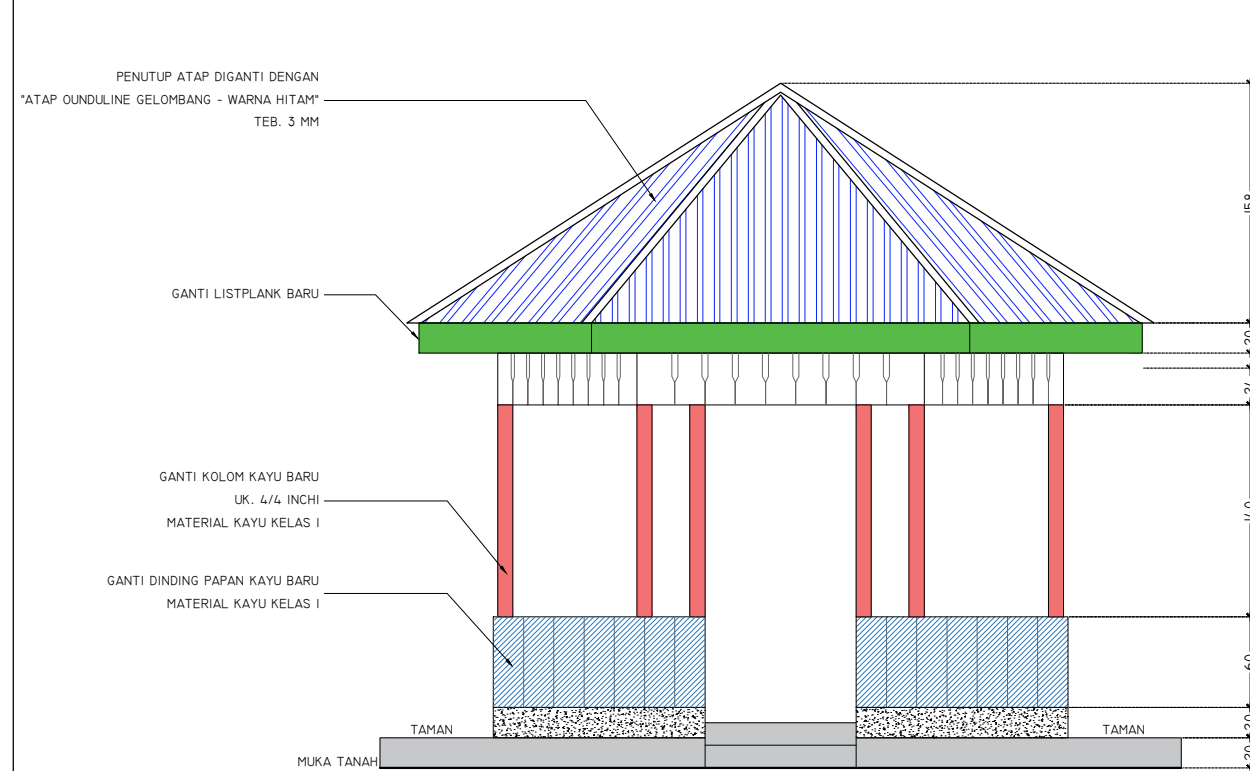 PENUTUP ATAP DIGANTI DENGAN
"ATAP OUNDULINE GELOMBANG - WARNA HITAM"
TEB. 3 MM
GANTI LISTPLANK BARU
GANTI KOLOM KAYU BARU
UK. 4/4 INCHI
MATERIAL KAYU KELAS I
GANTI DINDING PAPAN KAYU BARU
MATERIAL KAYU KELAS I
TAMAN
TAMAN
MUKA TANAH